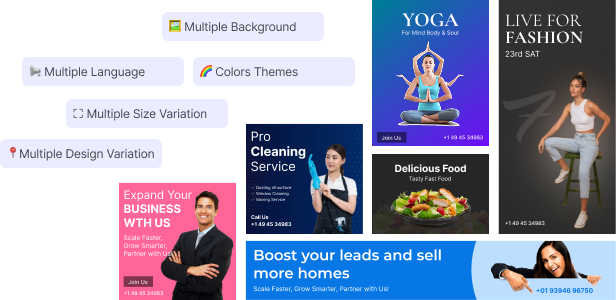 Multiple Background
Multiple Language
Colors Themes
Multiple Size Variation
Multiple Design Variation
YOGA
For Mind Body & Soul
Join Us
+1 49 45 34983
LIVE FOR
FASHION
23rd SAT
7
+1 49 45 34983
Pro
Cleaning
Service
✓ Dusting all surface
✓ Window Cleaning
✓ Moving Service
Call Us
+1 49 45 34983
Delicious Food
Tasty Fast Food
Expand Your
BUSINESS
WTH US
Scale Faster,
Grow Smarter,
Partner with Us
Join Us
+1 49 45 34983
Boost your leads and sell
more homes
Scale Faster, Grow Smarter, Partner with Us!
+01 93946 96750